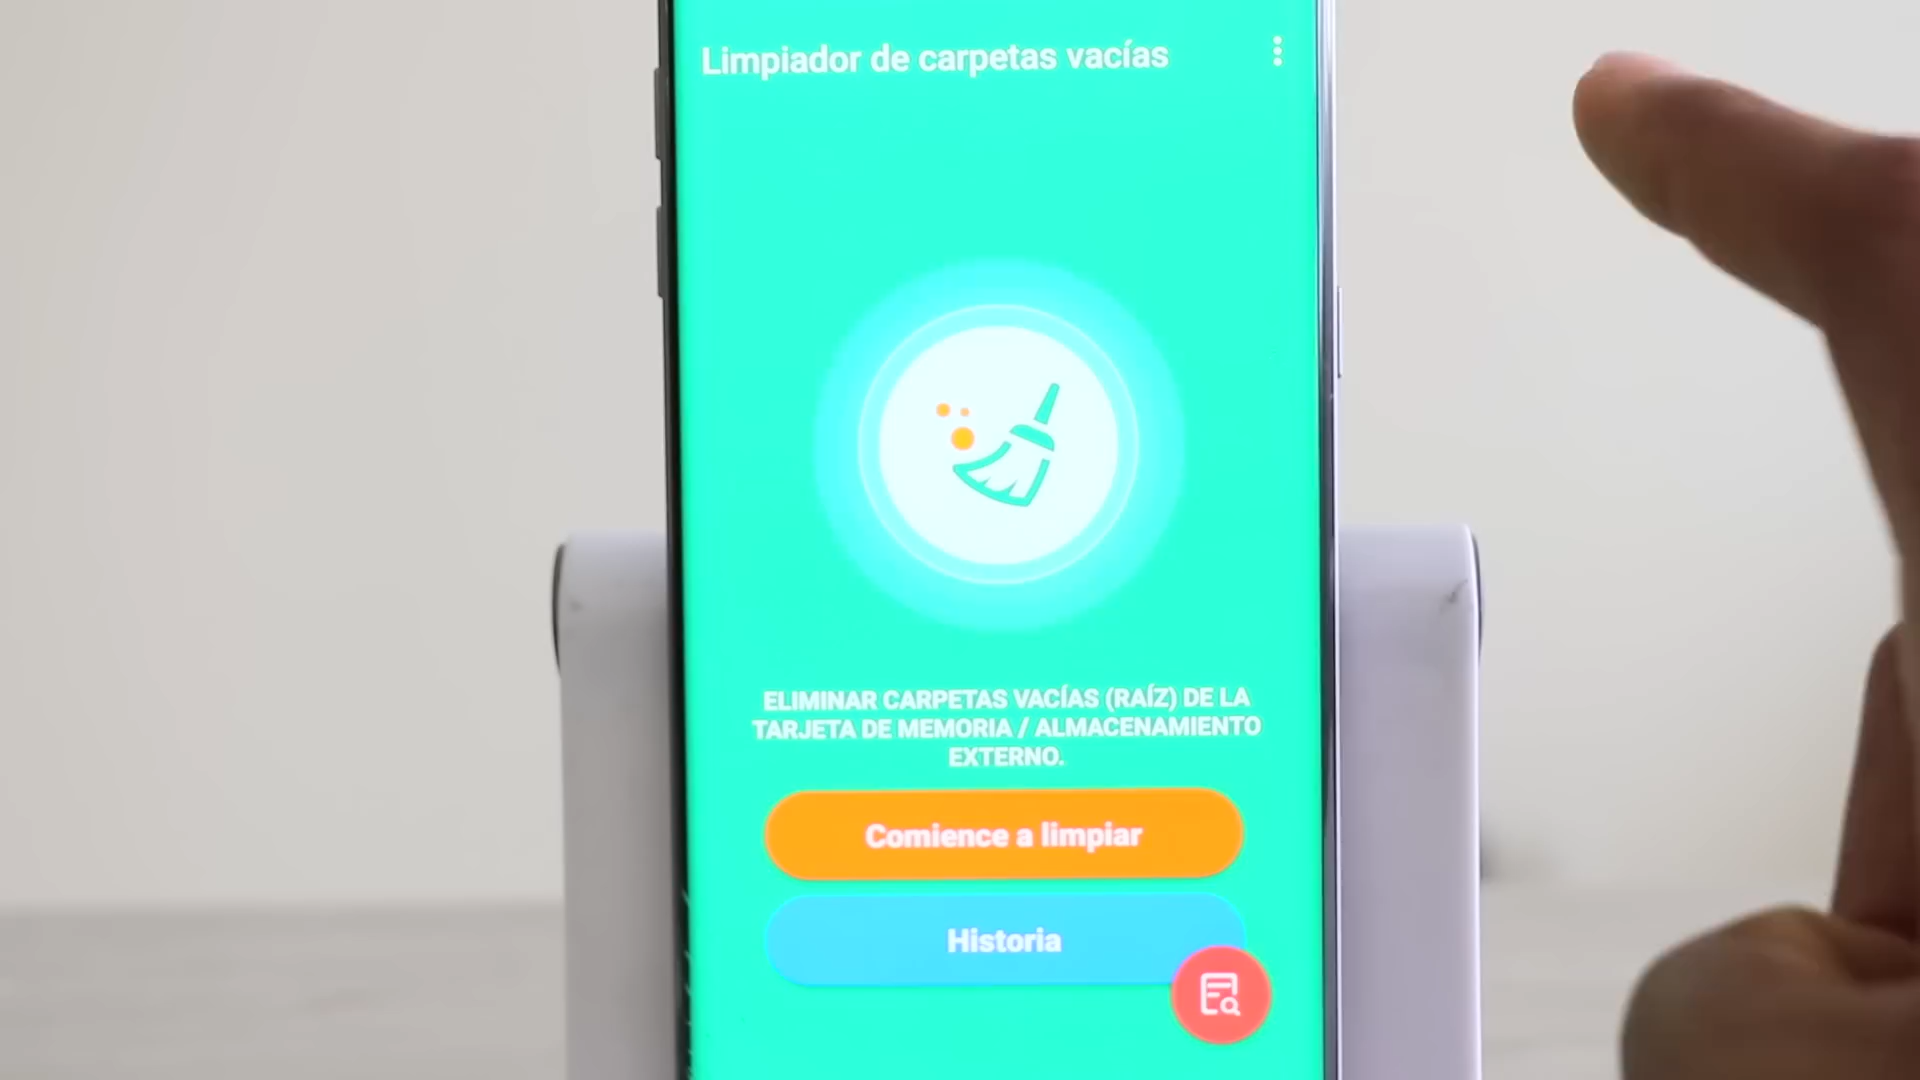 Limpiador de carpetas vacías
ELIMINAR CARPETAS VACÍAS (RAÍZ) DE LA
TARJETA DE MEMORIA / ALMACENAMIENTO
EXTERNO.
Comience a limpiar
Historia